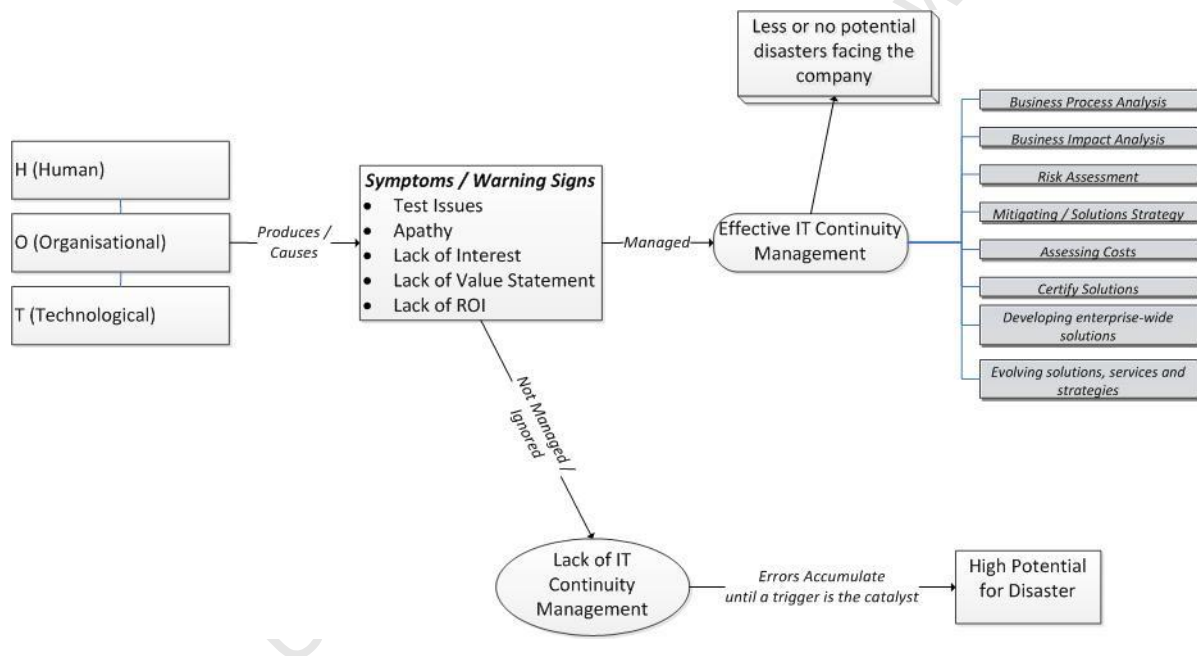 Less or no potential
disasters facing the
company
H (Human)
O (Organisational)
T (Technological)
Produces /
Causes
Symptoms / Warning Signs
• Test Issues
• Apathy
• Lack of Interest
• Lack of Value Statement
• Lack of ROI
Managed
Effective IT Continuity
Management
Business Process Analysis
Business Impact Analysis
Risk Assessment
Mitigating / Solutions Strategy
Assessing Costs
Certify Solutions
Developing enterprise-wide
solutions
Evolving solutions, services and
strategies
Not Managed /
Ignored
Lack of IT
Continuity
Management
Errors Accumulate
until a trigger is the catalyst
High Potential
for Disaster